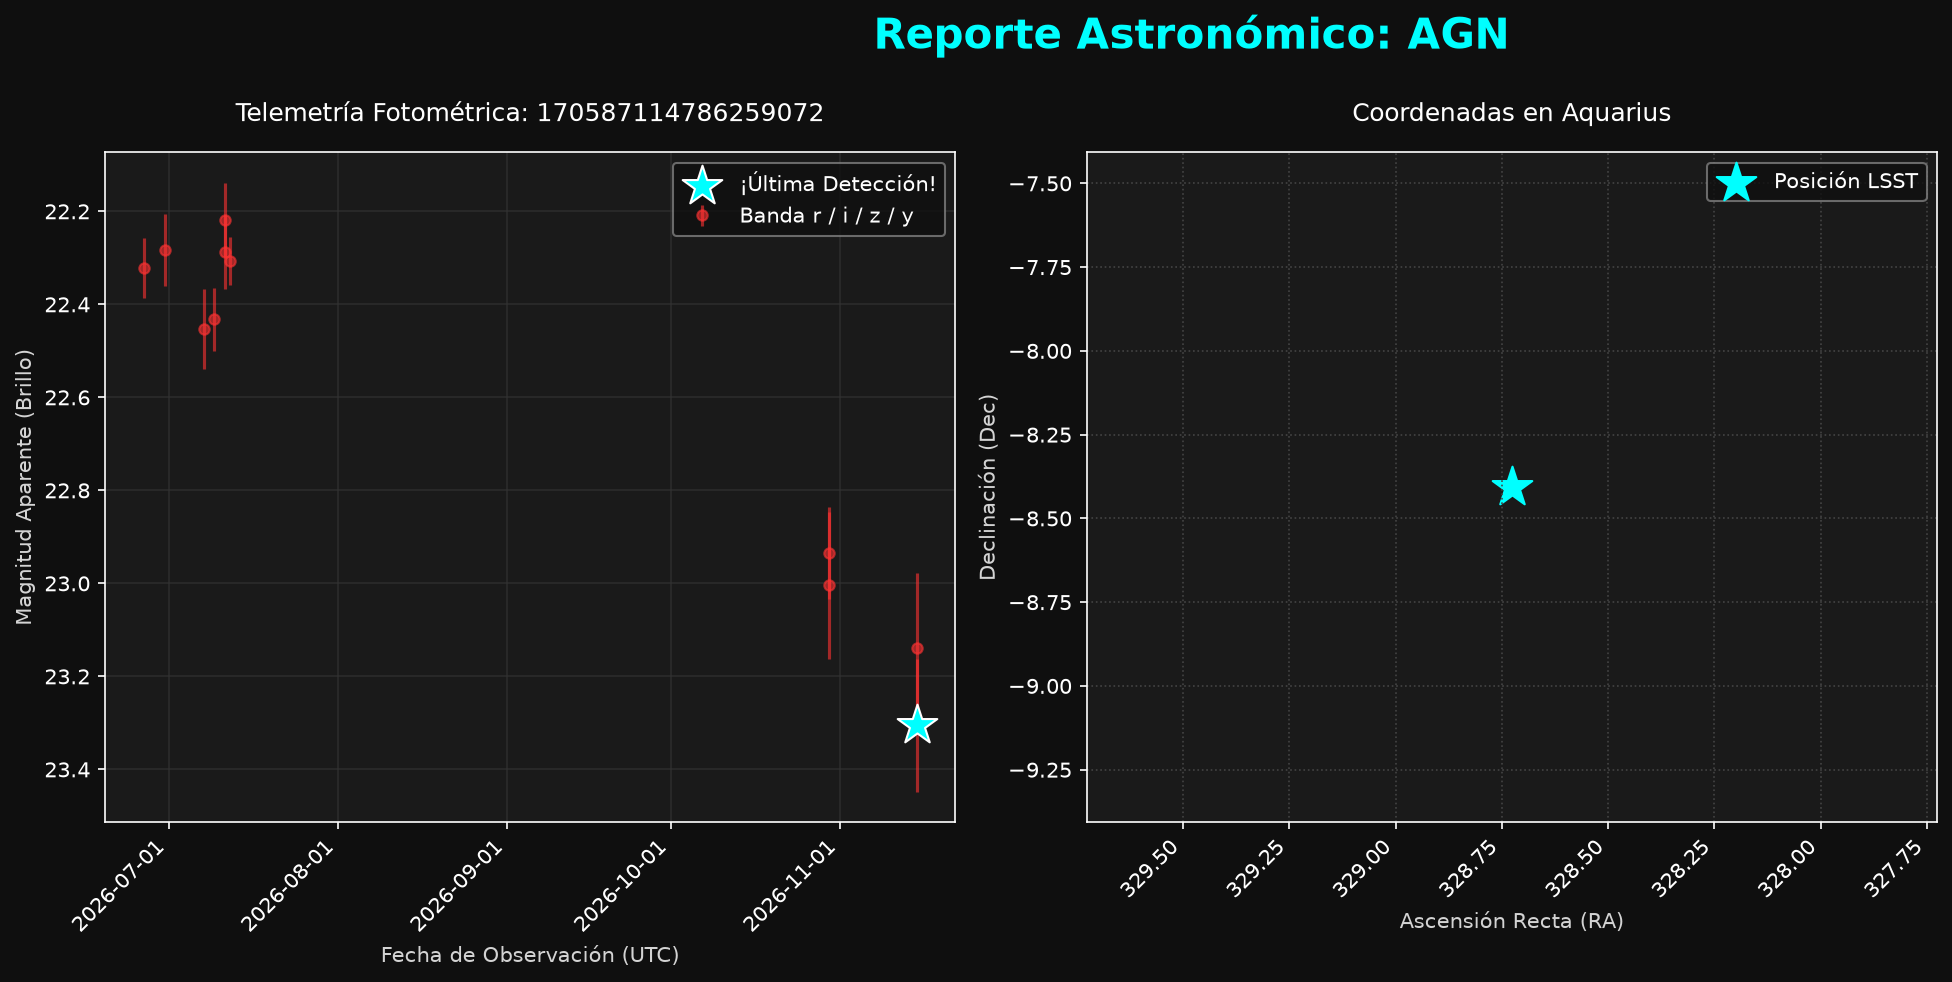 Reporte Astronómico: AGN
Telemetría Fotométrica: 170587114786259072
¡Última Detección!
Banda r / i / z / y
22.2
22.4
22.6
22.8
23.0
23.2
23.4
Magnitud Aparente (Brillo)
2026-07-01
2026-08-01
2026-09-01
2026-10-01
2026-11-01
Fecha de Observación (UTC)
Coordenadas en Aquarius
Posición LSST
−7.50
−7.75
−8.00
−8.25
−8.50
−8.75
−9.00
−9.25
Declinación (Dec)
329.50
329.25
329.00
328.75
328.50
328.25
328.00
327.75
Ascensión Recta (RA)